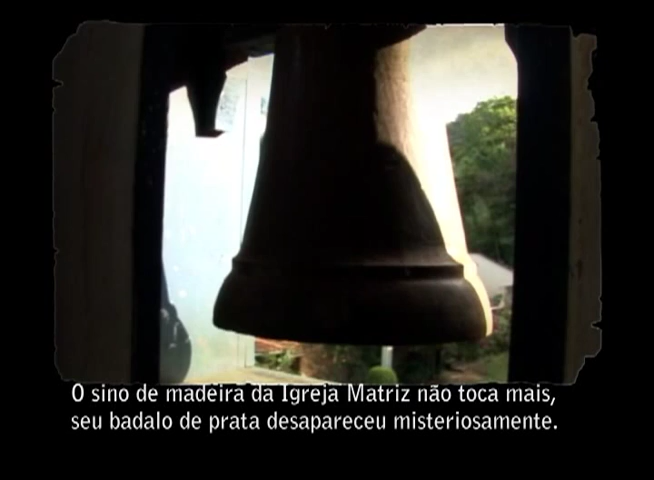 O sino de madeira da Igreja Matriz não toca mais,
seu badalo de prata desapareceu misteriosamente.